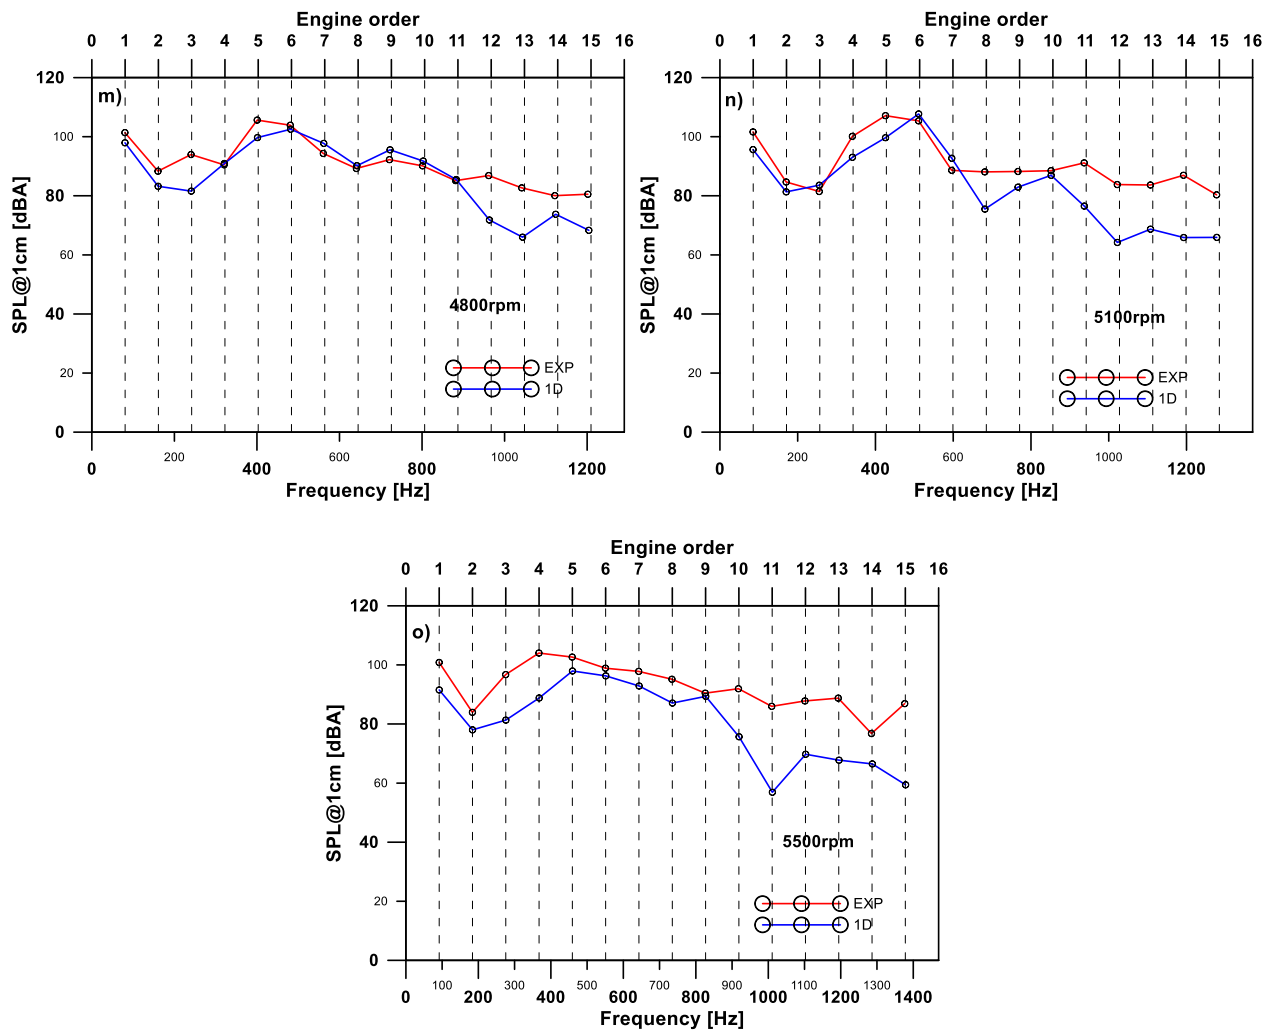 Engine order
0 1 2 3 4 5 6 7 8 9 10 11 12 13 14 15 16
120
m)
100
80
60
40
20
0
SPL@1cm [dBA]
4800rpm
EXP
1D
200 600 1000
0 400 800 1200
Frequency [Hz]
Engine order
0 1 2 3 4 5 6 7 8 9 10 11 12 13 14 15 16
120
n)
100
80
60
40
20
0
SPL@1cm [dBA]
5100rpm
EXP
1D
200 600 1000
0 400 800 1200
Frequency [Hz]
Engine order
0 1 2 3 4 5 6 7 8 9 10 11 12 13 14 15 16
120
o)
100
80
60
40
20
0
SPL@1cm [dBA]
5500rpm
EXP
1D
100 300 500 700 900 1100 1300
0 200 400 600 800 1000 1200 1400
Frequency [Hz]